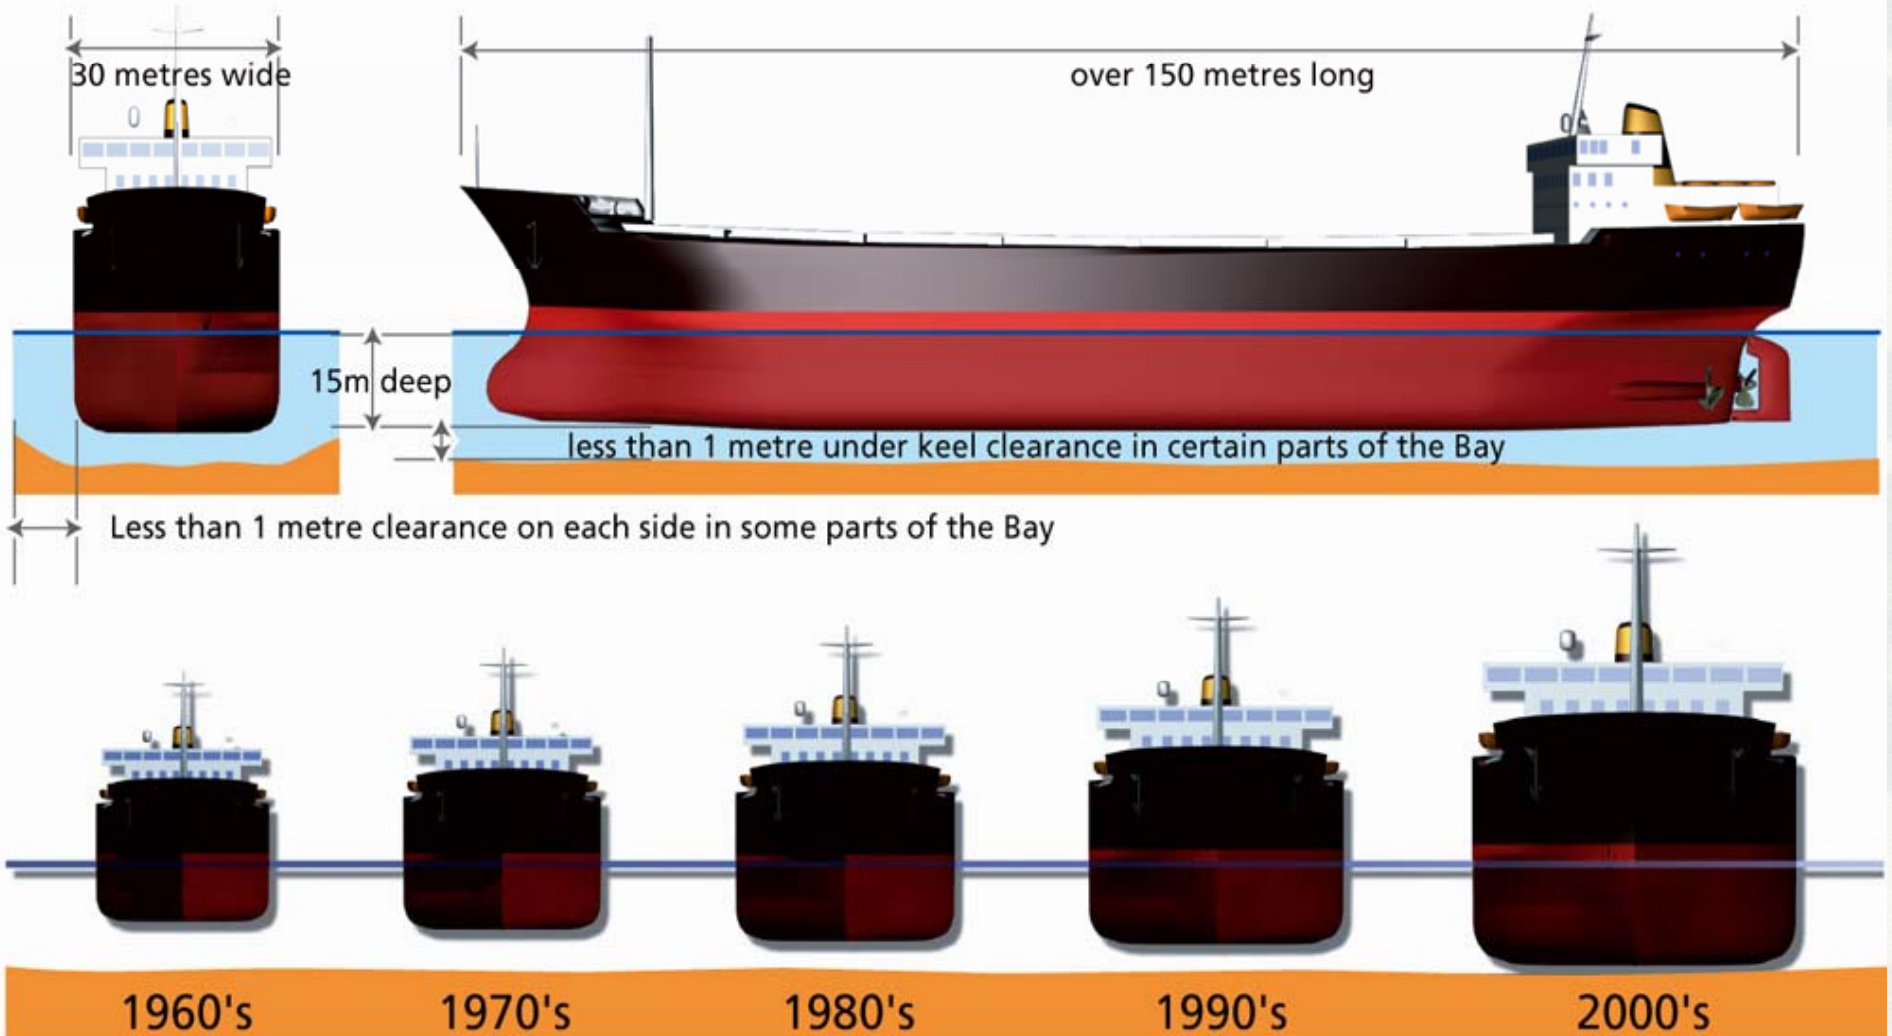 30 metres wide
over 150 metres long
15m deep
less than 1 metre under keel clearance in certain parts of the Bay
Less than 1 metre clearance on each side in some parts of the Bay
1960's 1970's 1980's 1990's 2000's